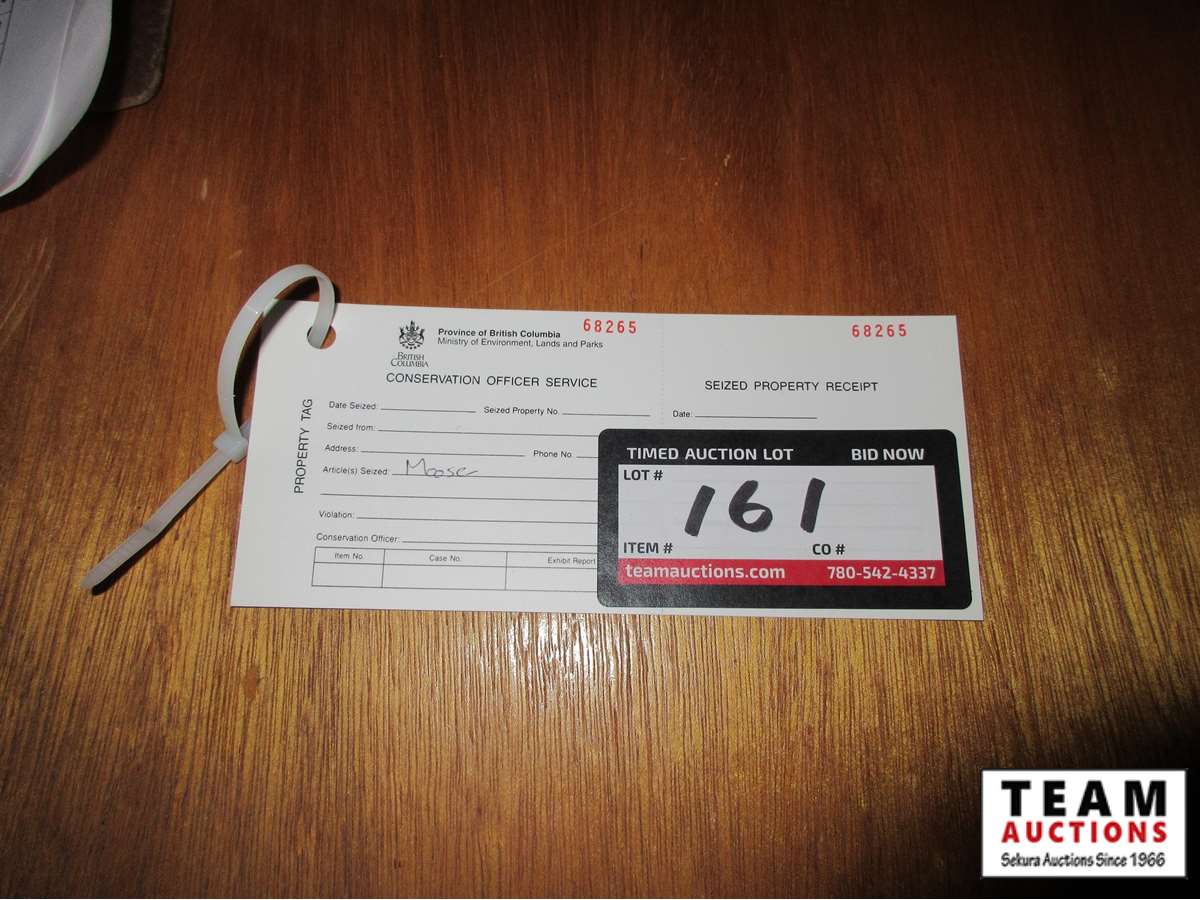 68265
68265
Province of British Columbia
Ministry of Environment, Lands and Parks
BRITISH
COLUMBIA
CONSERVATION OFFICER SERVICE
SEIZED PROPERTY RECEIPT
PROPERTY TAG
Date Seized:
Seized Property No.
Date:
Seized from:
Address:
Phone No.
Article(s) Seized: Moose
Violation:
Conservation Officer:
Item No. Case No. Exhibit Report
TIMED AUCTION LOT BID NOW
LOT #
161
ITEM # CO #
teamauctions.com 780-542-4337
TEAM
AUCTIONS
Sekura Auctions Since 1966